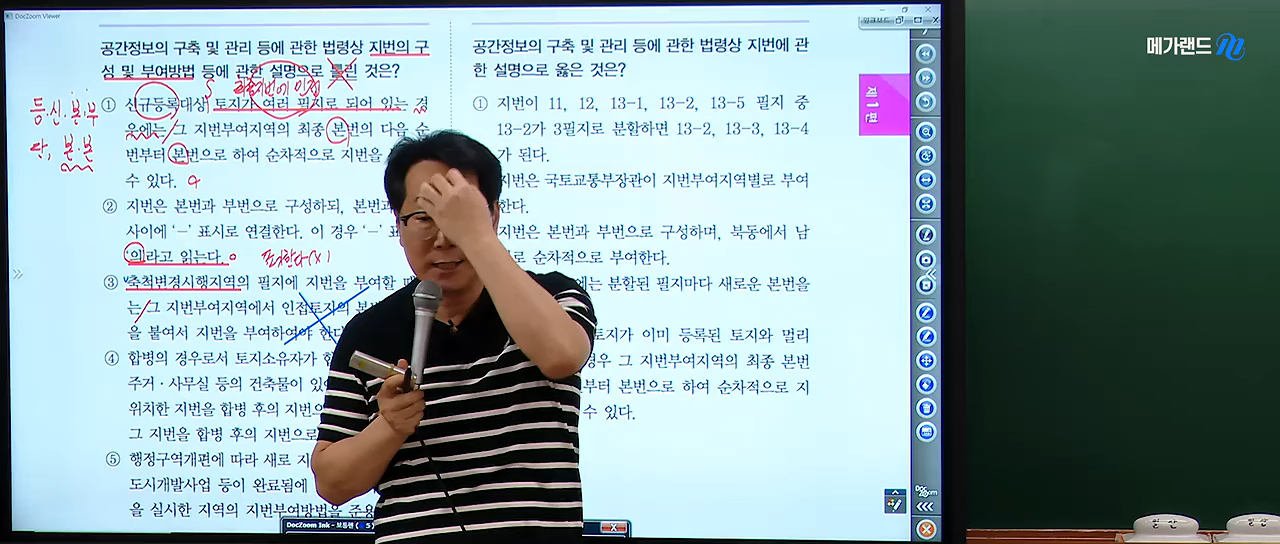 DocZoom Viewer
메가랜드
공간정보의 구축 및 관리 등에 관한 법령상 지번의 구
성 및 부여방법 등에 관한 설명으로 틀린 것은?
최종지번에 인접
등·신·본·부
단, 본·본
① 신규등록대상 토지가 여러 필지로 되어 있는 경
우에는 그 지번부여지역의 최종 본번의 다음 순
번부터 본번으로 하여 순차적으로 지번을
수 있다.
② 지번은 본번과 부번으로 구성하되, 본번과
사이에 '─' 표시로 연결한다. 이 경우 '─' 표
'의'라고 읽는다.
③ 축척변경시행지역의 필지에 지번을 부여할 때
는 그 지번부여지역에서 인접토지의 본
을 붙여서 지번을 부여하여야 한다
④ 합병의 경우로서 토지소유자가 합
주거·사무실 등의 건축물이 있어
위치한 지번을 합병 후의 지번으
그 지번을 합병 후의 지번으로
⑤ 행정구역개편에 따라 새로 지
도시개발사업 등이 완료됨에
을 실시한 지역의 지번부여방법을 준용
공간정보의 구축 및 관리 등에 관한 법령상 지번에 관
한 설명으로 옳은 것은?
① 지번이 11, 12, 13-1, 13-2, 13-5 필지 중
13-2가 3필지로 분할하면 13-2, 13-3, 13-4
가 된다.
지번은 국토교통부장관이 지번부여지역별로 부여
한다.
지번은 본번과 부번으로 구성하며, 북동에서 남
로 순차적으로 부여한다.
에는 분할된 필지마다 새로운 본번을
토지가 이미 등록된 토지와 멀리
경우 그 지번부여지역의 최종 본번
부터 본번으로 하여 순차적으로 지
수 있다.
제1편
DocZoom
DocZoom Ink - 보통펜 ( 5 )